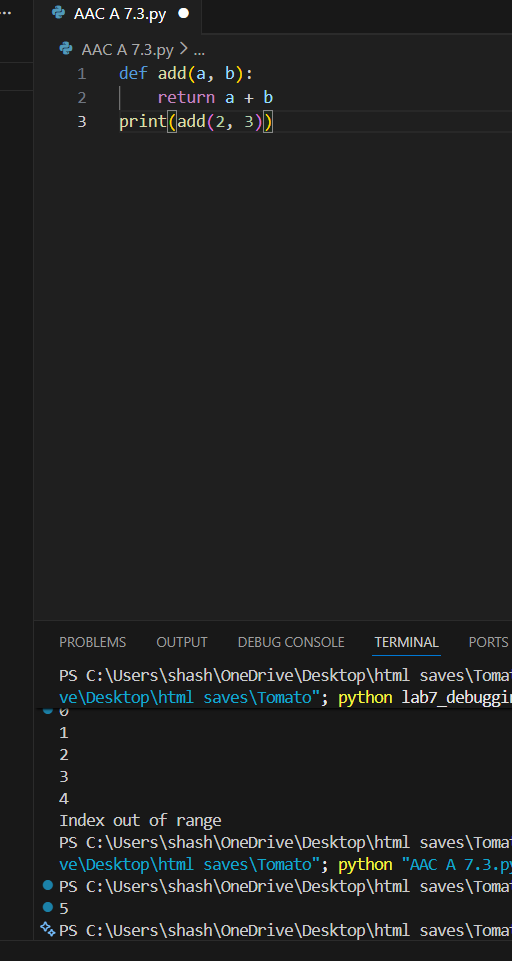 AAC A 7.3.py
AAC A 7.3.py > ...
1 def add(a, b):
2 return a + b
3 print(add(2, 3))
PROBLEMS OUTPUT DEBUG CONSOLE TERMINAL PORTS
PS C:\Users\shash\OneDrive\Desktop\html saves\Tomat
ve\Desktop\html saves\Tomato"; python lab7_debuggin
0
1
2
3
4
Index out of range
PS C:\Users\shash\OneDrive\Desktop\html saves\Tomat
ve\Desktop\html saves\Tomato"; python "AAC A 7.3.py
PS C:\Users\shash\OneDrive\Desktop\html saves\Tomat
5
PS C:\Users\shash\OneDrive\Desktop\html saves\Tomat